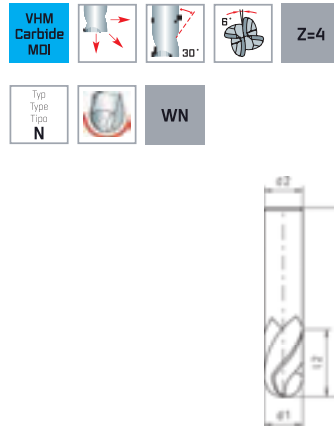 VHM
Carbide
MDI
30°
6°
Z=4
Typ
Type
Tipo
N
WN
d2
l2
d1